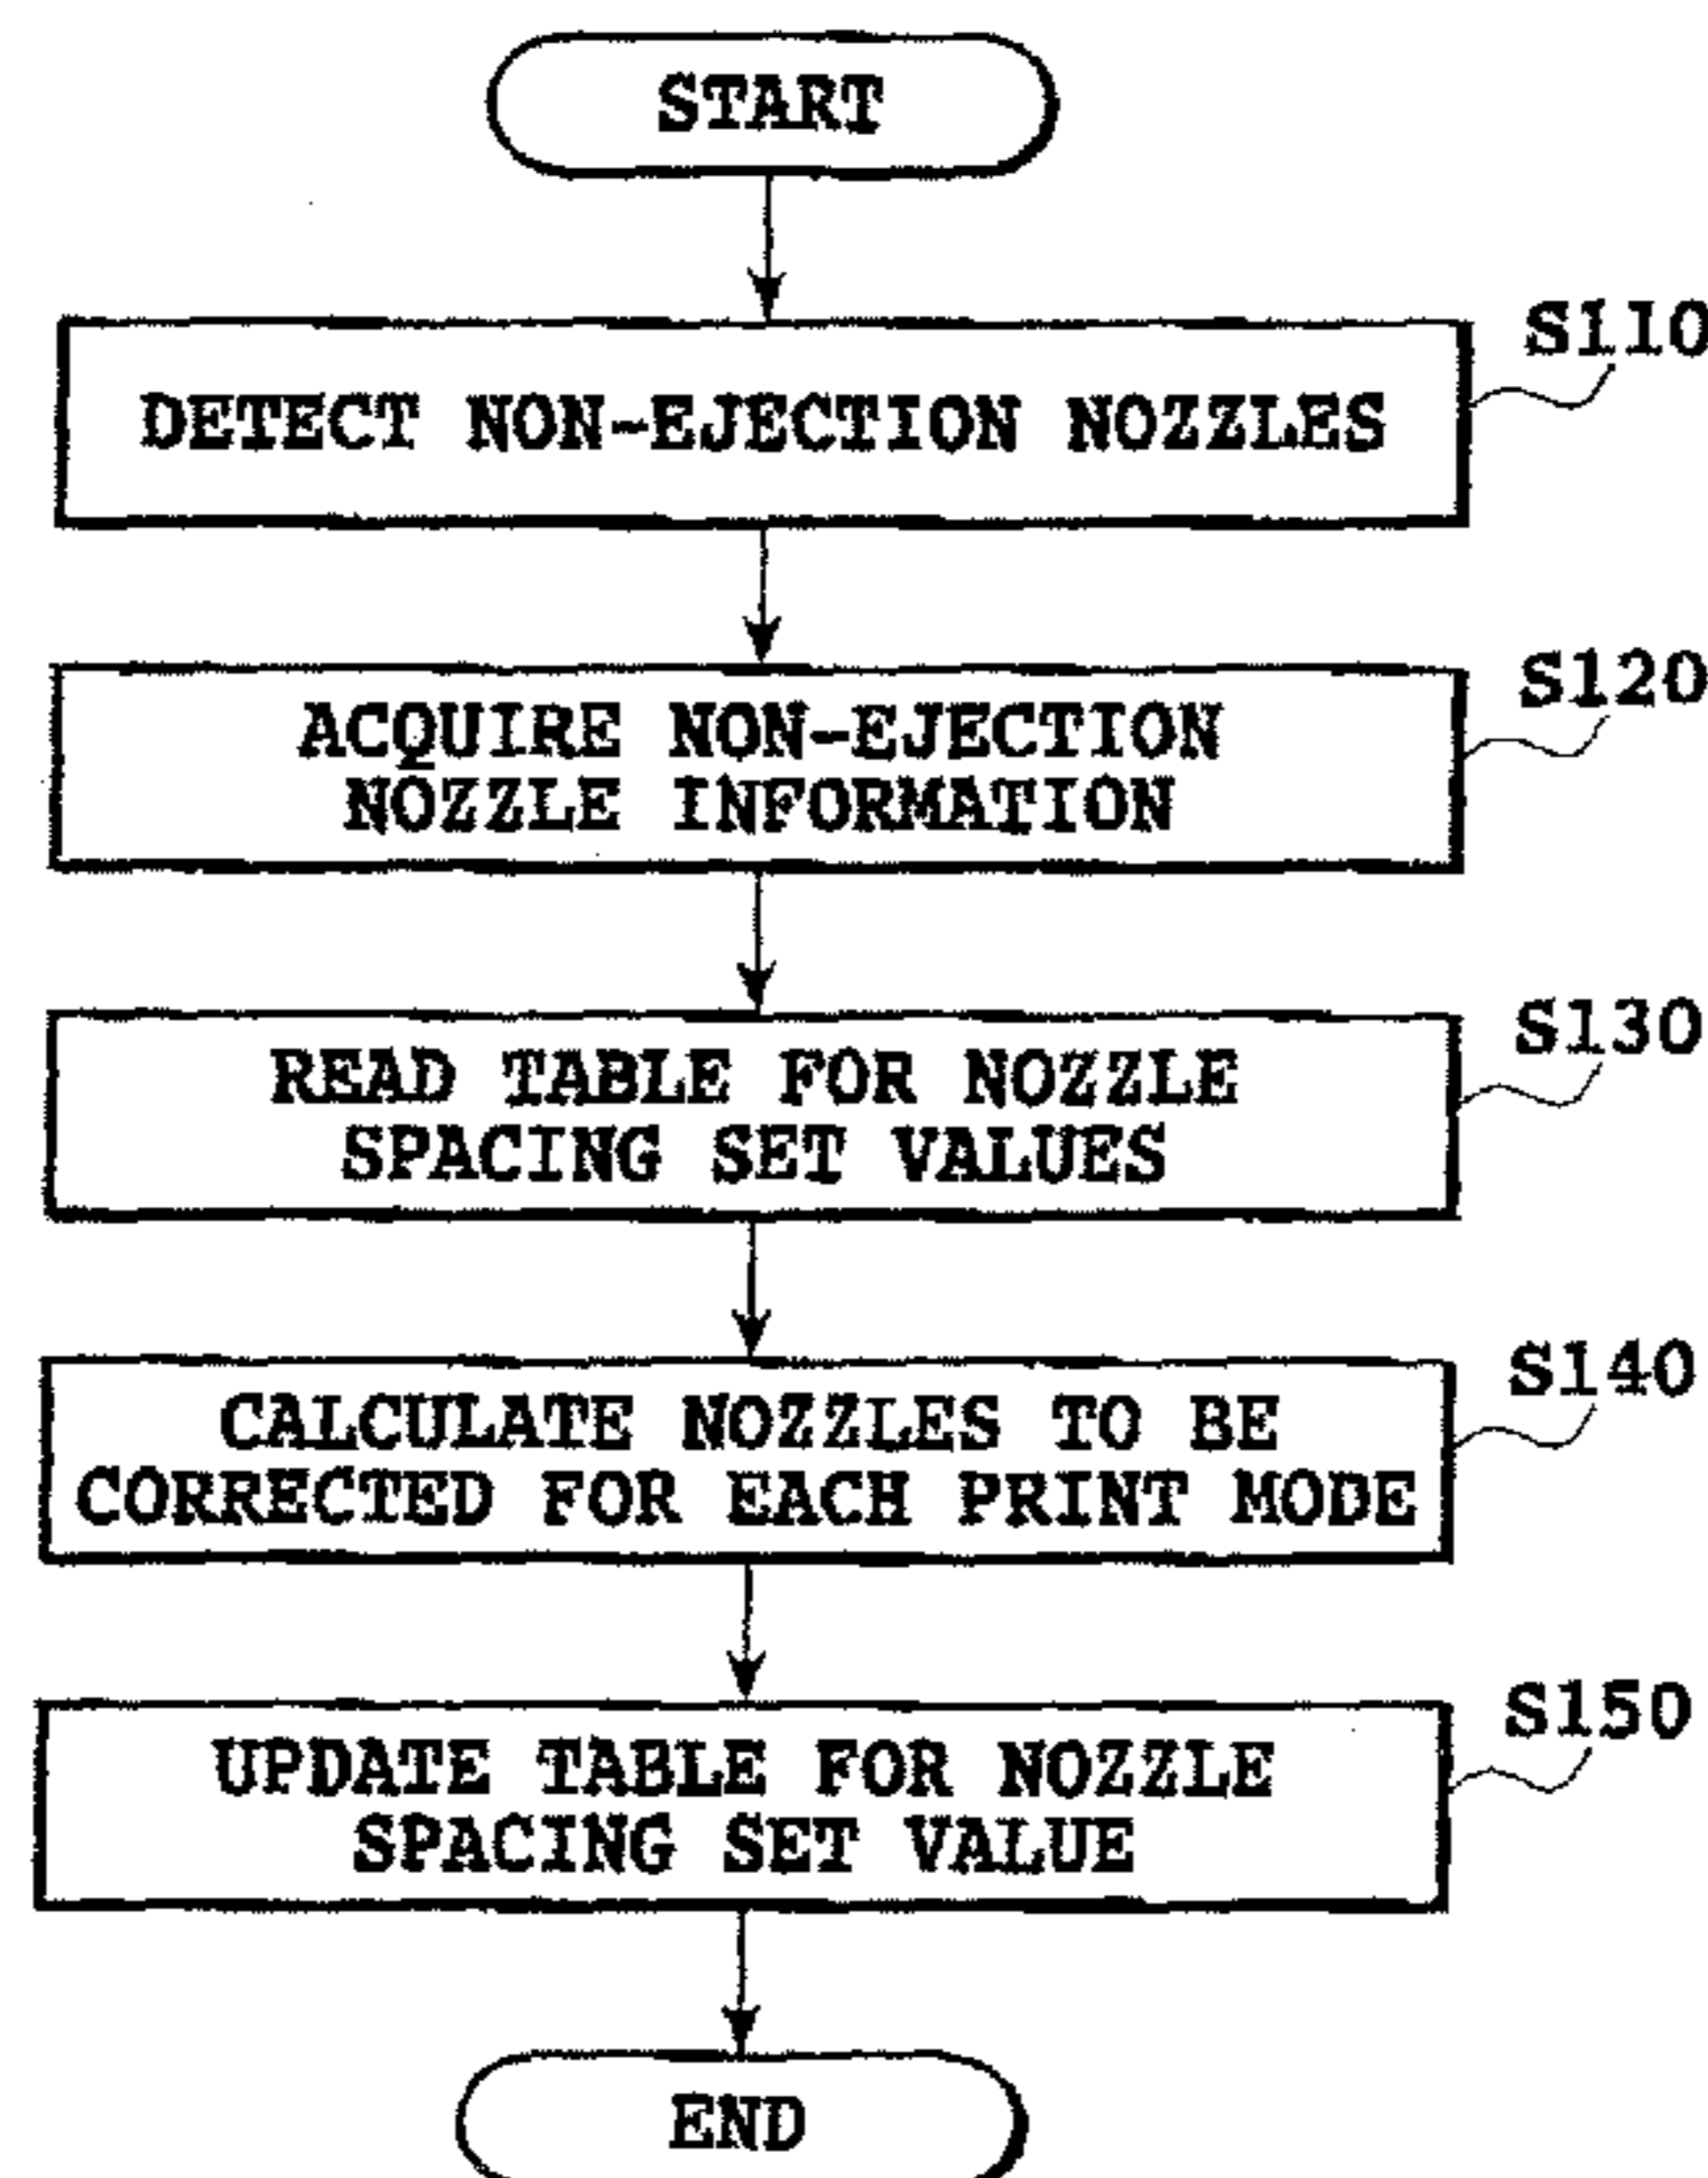 START
S110
DETECT NON-EJECTION NOZZLES
S120
ACQUIRE NON-EJECTION
NOZZLE INFORMATION
S130
READ TABLE FOR NOZZLE
SPACING SET VALUES
S140
CALCULATE NOZZLES TO BE
CORRECTED FOR EACH PRINT MODE
S150
UPDATE TABLE FOR NOZZLE
SPACING SET VALUE
END